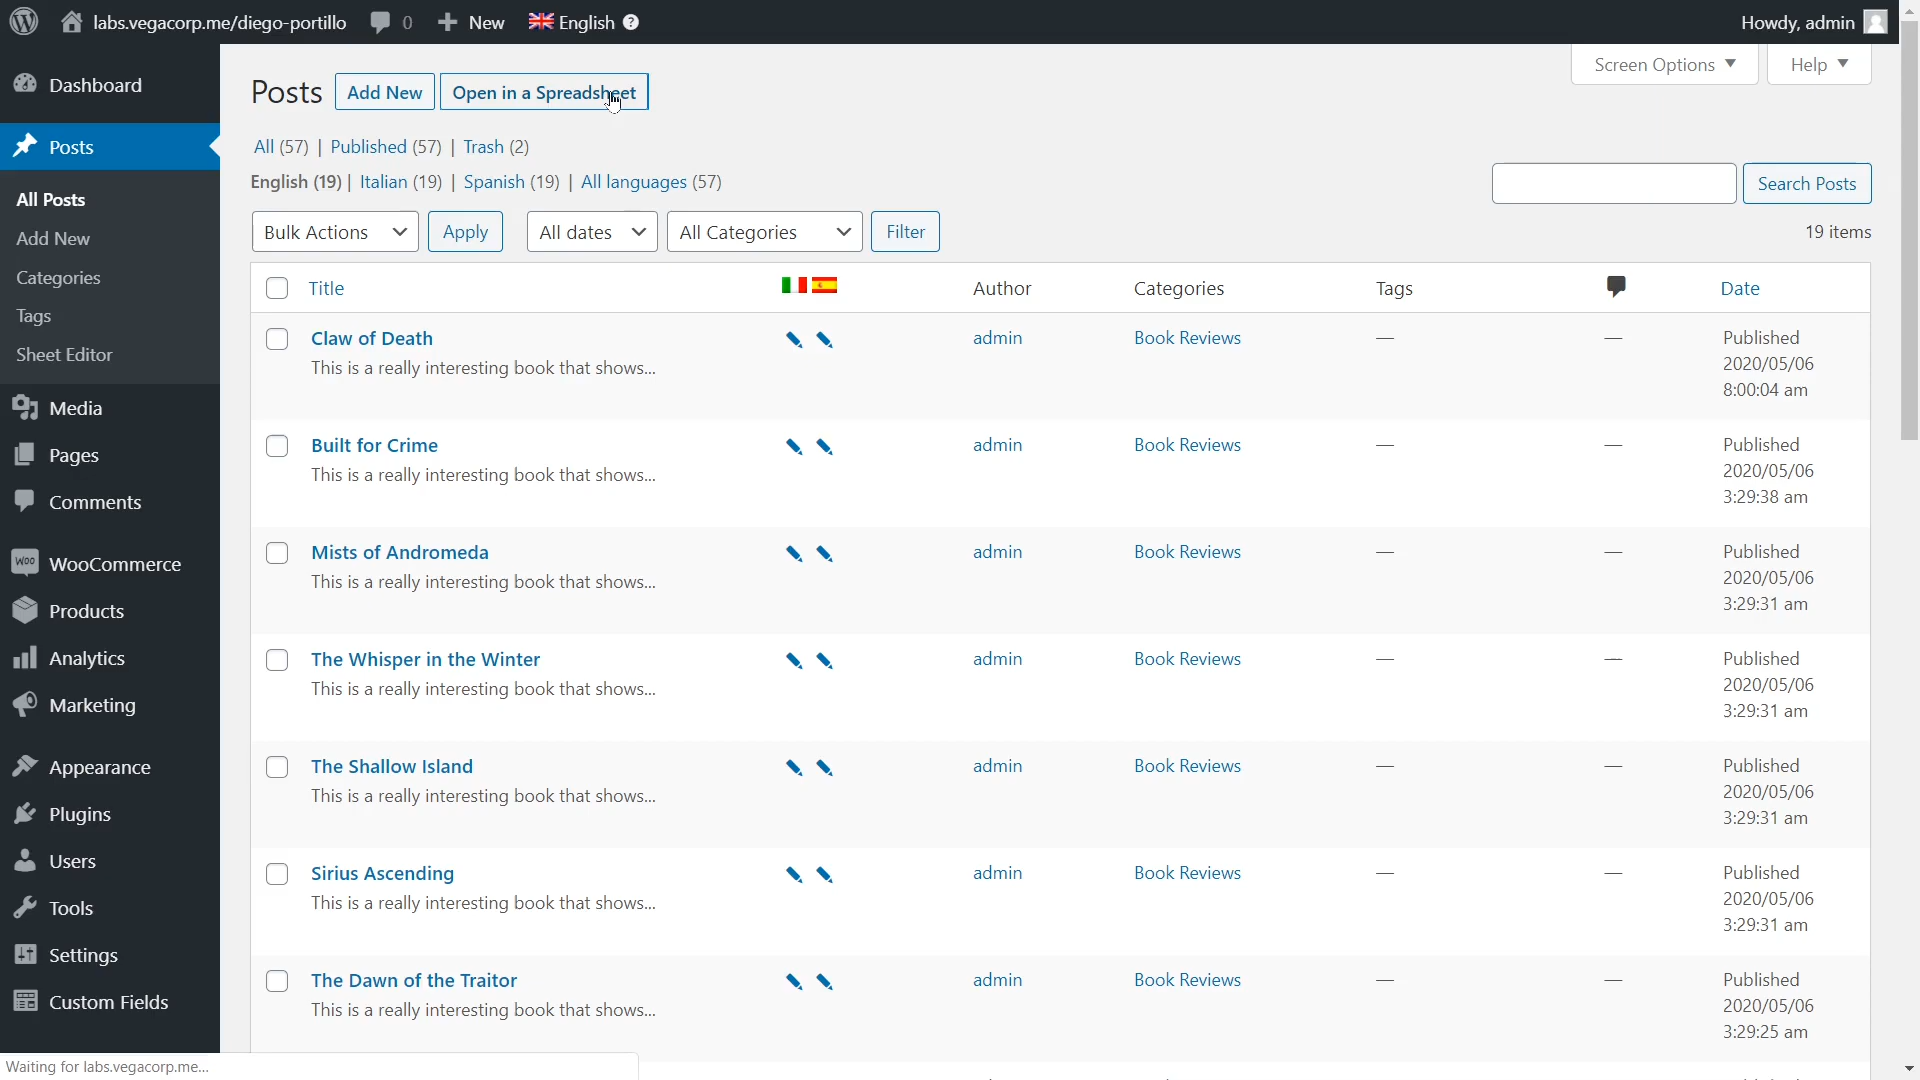 labs.vegacorp.me/diego-portillo 0 New English ? Howdy, admin
Screen Options Help
Posts Add New Open in a Spreadsheet
All (57) | Published (57) | Trash (2)
English (19) | Italian (19) | Spanish (19) | All languages (57)
Search Posts
Bulk Actions Apply All dates All Categories Filter 19 items
Dashboard
Posts
All Posts
Add New
Categories
Tags
Sheet Editor
Media
Pages
Comments
WooCommerce
Products
Analytics
Marketing
Appearance
Plugins
Users
Tools
Settings
Custom Fields
Title Author Categories Tags Date
Claw of Death admin Book Reviews — — Published
This is a really interesting book that shows... 2020/05/06
8:00:04 am
Built for Crime admin Book Reviews — — Published
This is a really interesting book that shows... 2020/05/06
3:29:38 am
Mists of Andromeda admin Book Reviews — — Published
This is a really interesting book that shows... 2020/05/06
3:29:31 am
The Whisper in the Winter admin Book Reviews — — Published
This is a really interesting book that shows... 2020/05/06
3:29:31 am
The Shallow Island admin Book Reviews — — Published
This is a really interesting book that shows... 2020/05/06
3:29:31 am
Sirius Ascending admin Book Reviews — — Published
This is a really interesting book that shows... 2020/05/06
3:29:31 am
The Dawn of the Traitor admin Book Reviews — — Published
This is a really interesting book that shows... 2020/05/06
3:29:25 am
Waiting for labs.vegacorp.me...